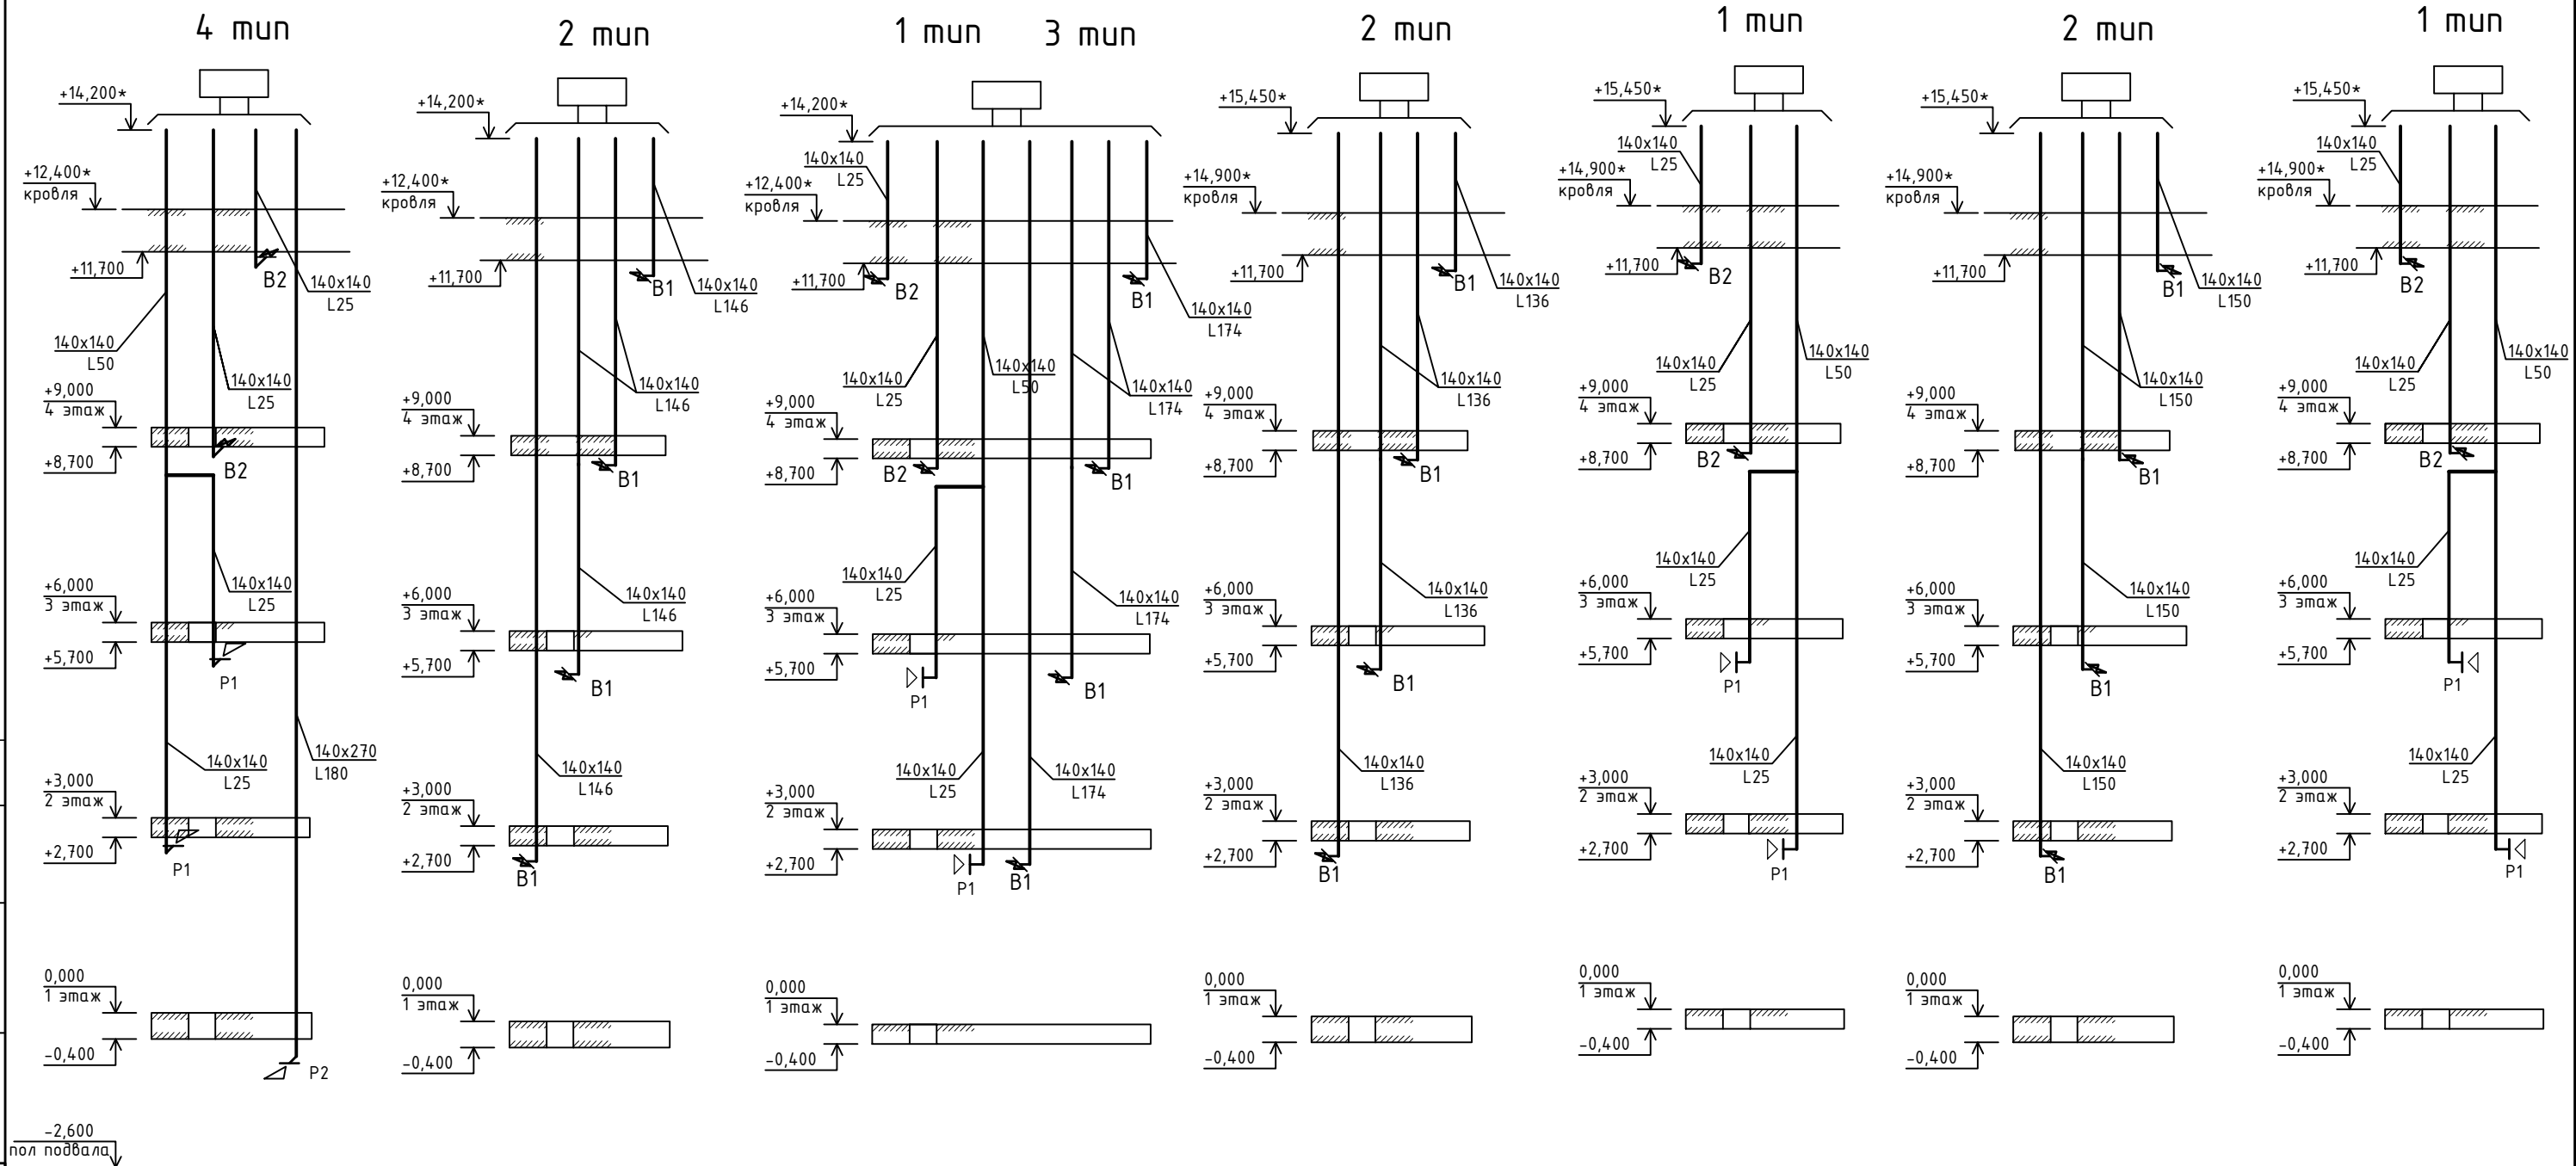 4 тип
+14,200*
+12,400*
кровля
+11,700
B2
140x140
L25
140x140
L50
140x140
L25
+9,000
4 этаж
+8,700
B2
140x140
L25
+6,000
3 этаж
+5,700
P1
140x270
L180
140x140
L25
+3,000
2 этаж
+2,700
P1
0,000
1 этаж
-0,400
P2
-2,600
пол подвала
2 тип
+14,200*
+12,400*
кровля
+11,700
B1
140x140
L146
140x140
L146
+9,000
4 этаж
+8,700
B1
140x140
L146
+6,000
3 этаж
+5,700
B1
140x140
L146
+3,000
2 этаж
+2,700
B1
0,000
1 этаж
-0,400
1 тип
3 тип
+14,200*
140x140
L25
+12,400*
кровля
+11,700
B2
B1
140x140
L174
140x140
L25
140x140
L50
140x140
L174
+9,000
4 этаж
+8,700
B2
B1
140x140
L25
140x140
L174
+6,000
3 этаж
+5,700
P1
B1
140x140
L25
140x140
L174
+3,000
2 этаж
+2,700
P1
B1
0,000
1 этаж
-0,400
2 тип
+15,450*
+14,900*
кровля
+11,700
B1
140x140
L136
140x140
L136
+9,000
4 этаж
+8,700
B1
140x140
L136
+6,000
3 этаж
+5,700
B1
140x140
L136
+3,000
2 этаж
+2,700
B1
0,000
1 этаж
-0,400
1 тип
+15,450*
140x140
L25
+14,900*
кровля
+11,700
B2
140x140
L25
140x140
L50
+9,000
4 этаж
+8,700
B2
140x140
L25
+6,000
3 этаж
+5,700
P1
140x140
L25
+3,000
2 этаж
+2,700
P1
0,000
1 этаж
-0,400
2 тип
+15,450*
+14,900*
кровля
+11,700
B1
140x140
L150
140x140
L150
+9,000
4 этаж
+8,700
B1
140x140
L150
+6,000
3 этаж
+5,700
B1
140x140
L150
+3,000
2 этаж
+2,700
B1
0,000
1 этаж
-0,400
1 тип
+15,450*
140x140
L25
+14,900*
кровля
+11,700
B2
140x140
L25
140x140
L50
+9,000
4 этаж
+8,700
B2
140x140
L25
+6,000
3 этаж
+5,700
P1
140x140
L25
+3,000
2 этаж
+2,700
P1
0,000
1 этаж
-0,400